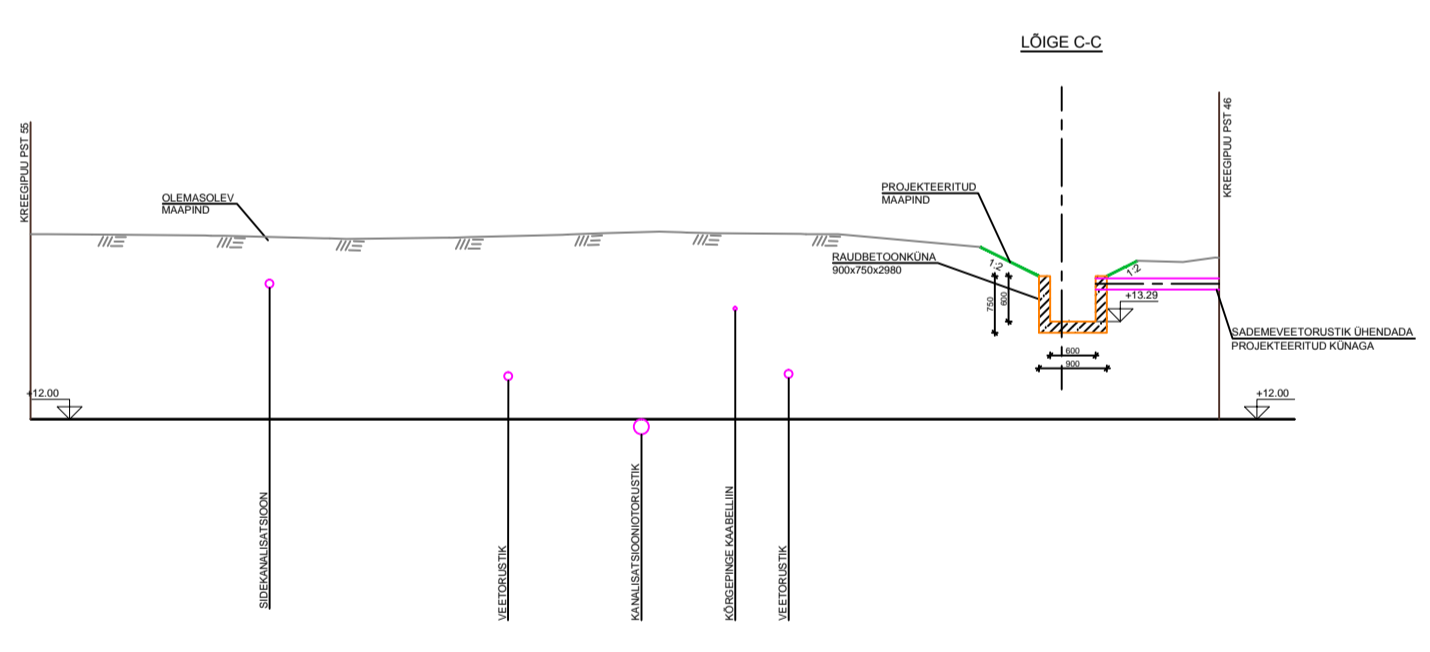 LÕIGE C-C
KREEGIPUU PST 55
KREEGIPUU PST 46
OLEMASOLEV
MAAPIND
PROJEKTEERITUD
MAAPIND
RAUDBETOONKÜNA
900x750x2980
1:2
1:2
750
600
+13.29
SADEMEVEETORUSTIK ÜHENDADA
PROJEKTEERITUD KÜNAGA
600
900
+12.00
+12.00
SIDEKANALISATSIOON
VEETORUSTIK
KANALISATSIOONIOTORUSTIK
KÕRGEPINGE KAABELLIIN
VEETORUSTIK